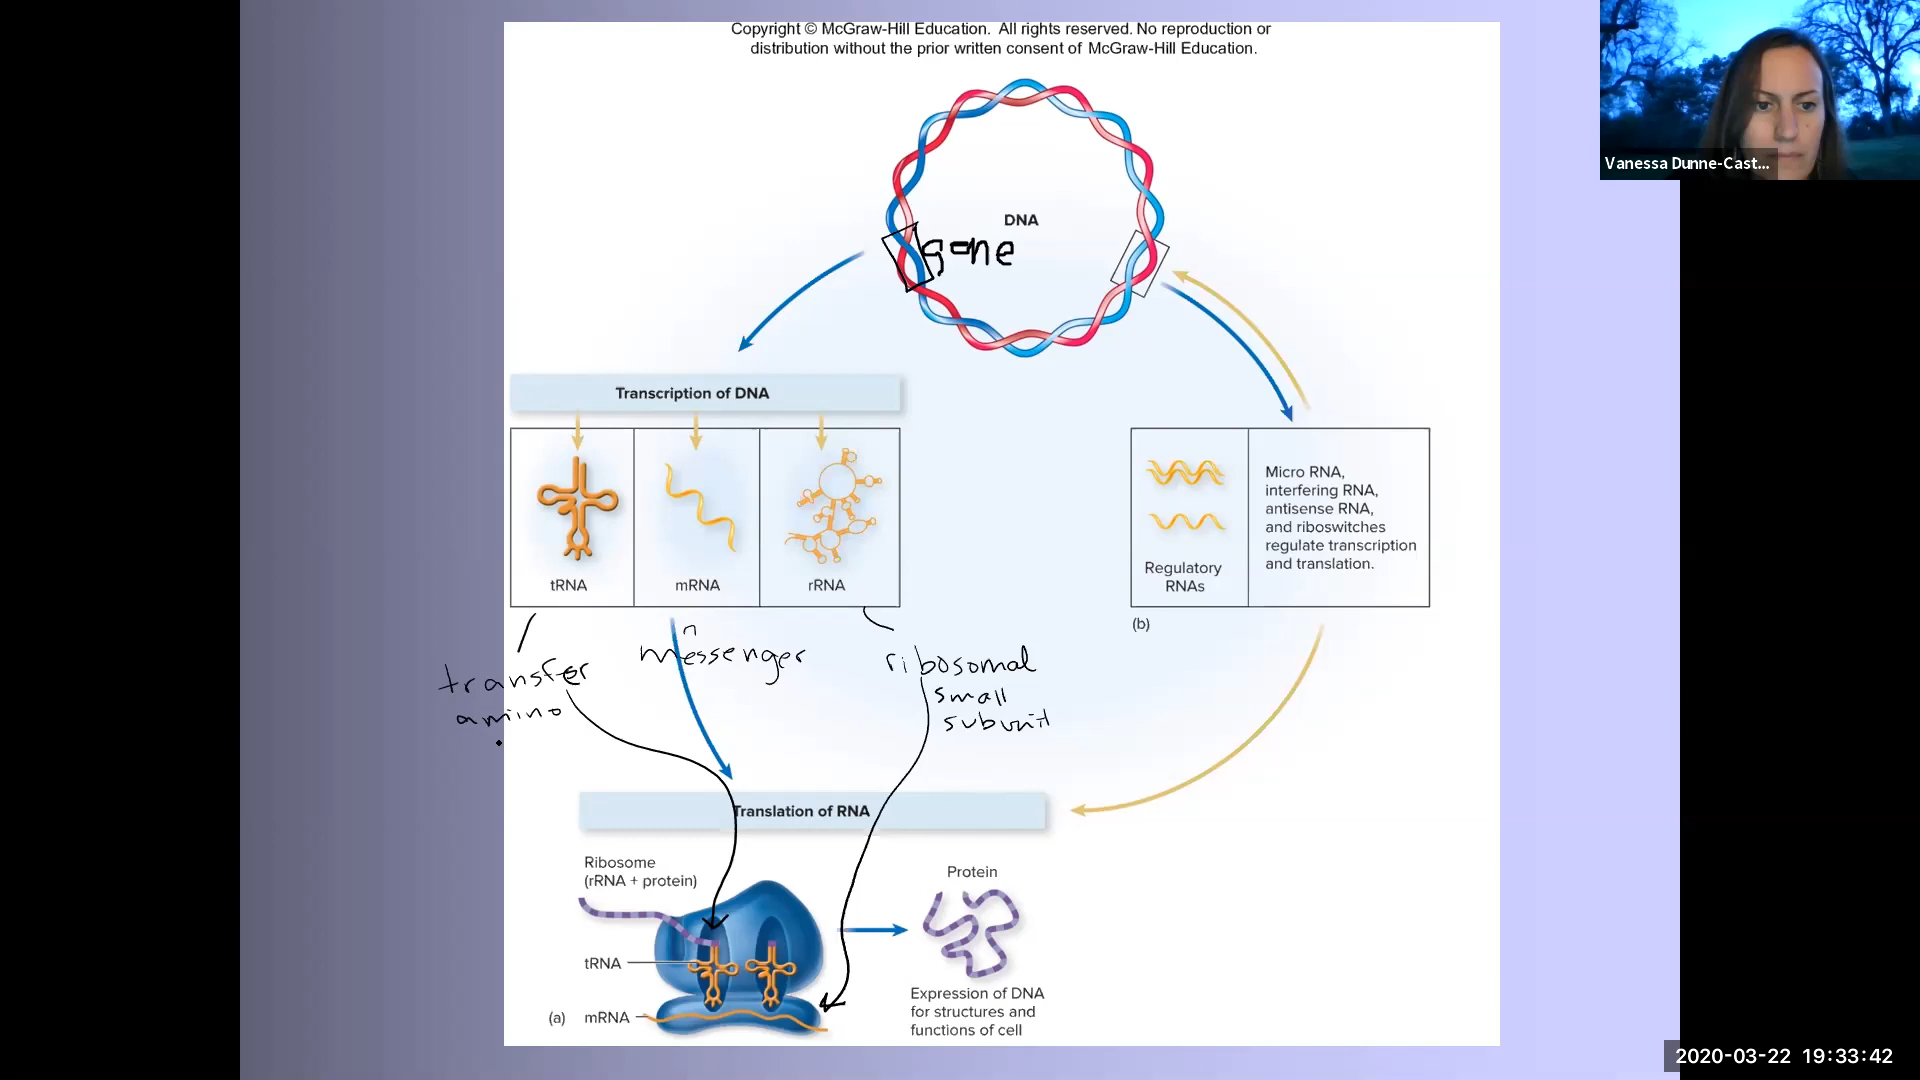 Copyright © McGraw-Hill Education. All rights reserved. No reproduction or
distribution without the prior written consent of McGraw-Hill Education.
Vanessa Dunne-Cast...
DNA
gene
Transcription of DNA
tRNA
mRNA
rRNA
Micro RNA,
interfering RNA,
antisense RNA,
and riboswitches
regulate transcription
and translation.
Regulatory
RNAs
(b)
transfer
amino
messenger
ribosomal
small
subunit
Translation of RNA
Ribosome
(rRNA + protein)
tRNA
(a) mRNA
Protein
Expression of DNA
for structures and
functions of cell
2020-03-22 19:33:42